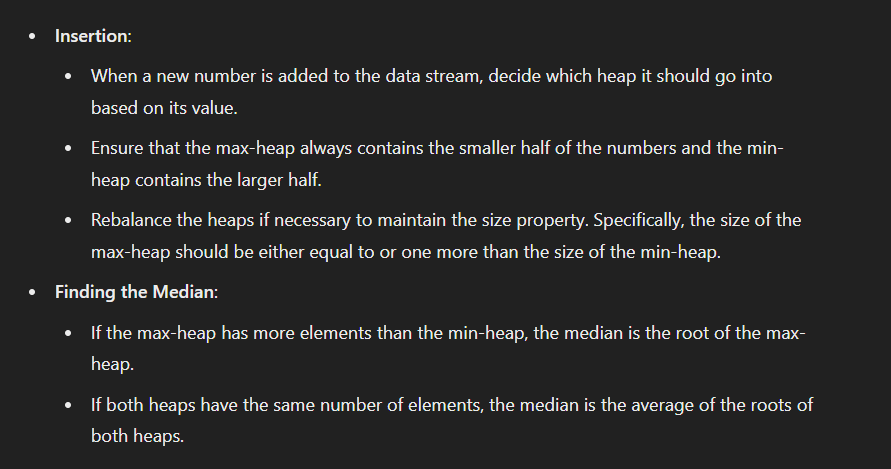 Insertion:
When a new number is added to the data stream, decide which heap it should go into
based on its value.
Ensure that the max-heap always contains the smaller half of the numbers and the min-
heap contains the larger half.
Rebalance the heaps if necessary to maintain the size property. Specifically, the size of the
max-heap should be either equal to or one more than the size of the min-heap.
Finding the Median:
If the max-heap has more elements than the min-heap, the median is the root of the max-
heap.
If both heaps have the same number of elements, the median is the average of the roots of
both heaps.